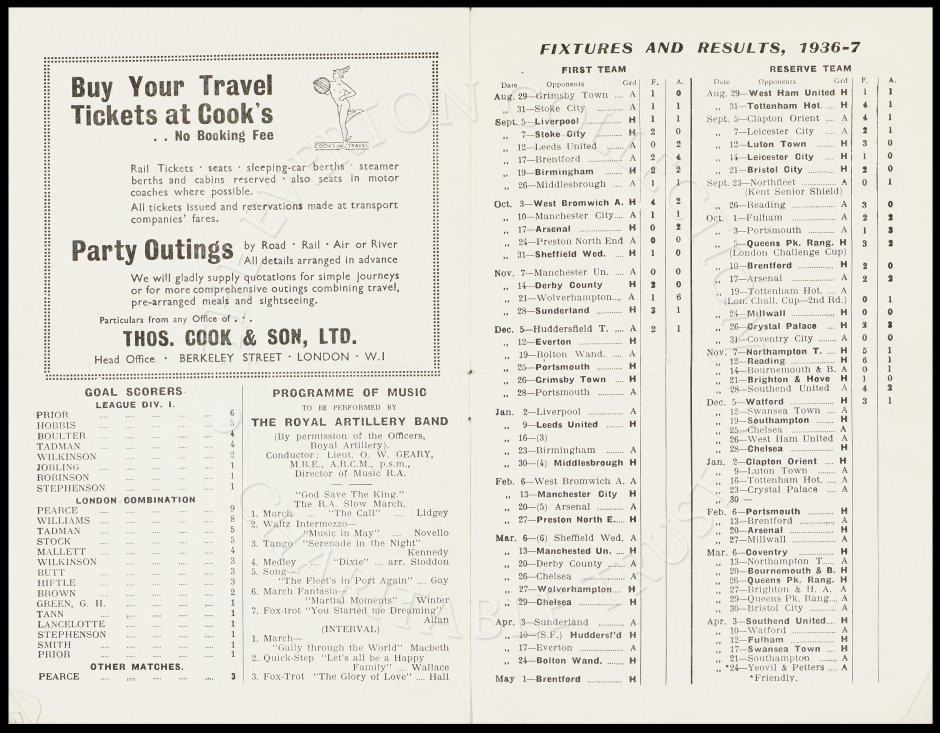 Buy Your Travel
Tickets at Cook's
. . No Booking Fee
COOKS for TRAVEL
Rail Tickets · seats · sleeping-car berths · steamer
berths and cabins reserved · also seats in motor
coaches where possible.
All tickets issued and reservations made at transport
companies' fares.
Party Outings by Road · Rail · Air or River
All details arranged in advance
We will gladly supply quotations for simple journeys
or for more comprehensive outings combining travel,
pre-arranged meals and sightseeing.
Particulars from any Office of . . .
THOS. COOK & SON, LTD.
Head Office · BERKELEY STREET · LONDON · W.I
GOAL SCORERS
LEAGUE DIV. I.
PRIOR .... .... .... .... .... 6
HOBBIS .... .... .... .... .... 5
BOULTER .... .... .... .... .... 4
TADMAN .... .... .... .... .... 4
WILKINSON .... .... .... .... 2
JOBLING .... .... .... .... .... 1
ROBINSON .... .... .... .... 1
STEPHENSON .... .... .... .... 1
LONDON COMBINATION
PEARCE .... .... .... .... .... 9
WILLIAMS .... .... .... .... 8
TADMAN .... .... .... .... .... 5
STOCK .... .... .... .... .... 5
MALLETT .... .... .... .... 4
WILKINSON .... .... .... .... 3
BUTT .... .... .... .... .... 3
HIFTLE .... .... .... .... .... 3
BROWN .... .... .... .... .... 2
GREEN, G. H. .... .... .... .... 1
TANN .... .... .... .... .... 1
LANCELOTTE .... .... .... .... 1
STEPHENSON .... .... .... .... 1
SMITH .... .... .... .... .... 1
PRIOR .... .... .... .... .... 1
OTHER MATCHES.
PEARCE .... .... .... .... .... 3
PROGRAMME OF MUSIC
TO BE PERFORMED BY
THE ROYAL ARTILLERY BAND
(By permission of the Officers,
Royal Artillery).
Conductor : Lieut. O. W. GEARY,
M.B.E., A.R.C.M., p.s.m.,
Director of Music R.A.
"God Save The King."
The R.A. Slow March.
1. March .... "The Call" .... Lidgey
2. Waltz Intermezzo—
"Music in May" .... Novello
3. Tango "Serenade in the Night"
Kennedy
4. Medley .... "Dixie" .... arr. Stoddon
5. Song—
"The Fleet's in Port Again" .... Gay
6. March Fantasia—
"Martial Moments" .... Winter
7. Fox-trot "You Started me Dreaming"
Allan
(INTERVAL)
1. March—
"Gaily through the World" Macbeth
2. Quick-Step "Let's all be a Happy
Family" .... Wallace
3. Fox-Trot "The Glory of Love" .... Hall
FIXTURES AND RESULTS, 1936-7
FIRST TEAM
Date Opponents Grd F. A.
Aug. 29—Grimsby Town .... A 1 0
„ 31—Stoke City ............ A 1 1
Sept. 5—Liverpool ............ H 1 1
„ 7—Stoke City ............ H 2 0
„ 12—Leeds United ........ A 0 2
„ 17—Brentford ............ A 2 4
„ 19—Birmingham ........ H 2 2
„ 26—Middlesbrough .... A 1 1
Oct. 3—West Bromwich A. H 4 2
„ 10—Manchester City.... A 1 1
„ 17—Arsenal ................ H 0 2
„ 24—Preston North End A 0 0
„ 31—Sheffield Wed. .... H 1 0
Nov. 7—Manchester Un. .... A 0 0
„ 14—Derby County ........ H 2 0
„ 21—Wolverhampton.... A 1 6
„ 28—Sunderland ............ H 3 1
Dec. 5—Huddersfield T. .... A 2 1
„ 12—Everton ................ H
„ 19—Bolton Wand. ........ A
„ 25—Portsmouth ............ H
„ 26—Grimsby Town .... H
„ 28—Portsmouth ............ A
Jan. 2—Liverpool ............ A
„ 9—Leeds United ........ H
„ 16—(3)
„ 23—Birmingham ........ A
„ 30—(4) Middlesbrough H
Feb. 6—West Bromwich A. A
„ 13—Manchester City .... H
„ 20—(5) Arsenal ............ A
„ 27—Preston North E.... H
Mar. 6—(6) Sheffield Wed. A
„ 13—Manchested Un. .... H
„ 20—Derby County ........ A
„ 26—Chelsea ................ A
„ 27—Wolverhampton.... H
„ 29—Chelsea ................ H
Apr. 3—Sunderland ............ A
„ 10—(S.F.) Huddersf'd H
„ 17—Everton ................ A
„ 24—Bolton Wand. ........ H
May 1—Brentford ............ H
RESERVE TEAM
Date Opponents Grd F. A.
Aug. 29—West Ham United H 1 1
„ 31—Tottenham Hot. .... H 4 1
Sept. 5—Clapton Orient .... A 4 1
„ 7—Leicester City .... A 2 1
„ 12—Luton Town ........ H 3 0
„ 14—Leicester City .... H 1 0
„ 21—Bristol City ........ H 2 0
Sept. 23—Northfleet ............ A 0 1
(Kent Senior Shield)
„ 26—Reading ................ A 3 0
Oct. 1—Fulham ................ A 2 2
„ 3—Portsmouth ............ A 1 3
„ 5—Queens Pk. Rang. H 3 2
(London Challenge Cup)
„ 10—Brentford ............ H 2 0
„ 17—Arsenal ................ A 2 2
„ 19—Tottenham Hot. .... A
(Lon. Chall. Cup—2nd Rd.) 0 1
„ 24—Millwall ................ H 0 0
„ 26—Crystal Palace .... H
„ 31—Coventry City .... A 0 0
Nov. 7—Northampton T. .... H 5 1
„ 12—Reading ................ H 6 1
„ 14—Bournemouth & B. A 0 1
„ 21—Brighton & Hove H 1 0
„ 28—Southend United A 4 2
Dec. 5—Watford ................ H 3 1
„ 12—Swansea Town .... A
„ 19—Southampton ........ H
„ 25—Chelsea ................ A
„ 26—West Ham United A
„ 28—Chelsea ................ H
Jan. 2—Clapton Orient .... H
„ 9—Luton Town ........ A
„ 16—Tottenham Hot. .... A
„ 23—Crystal Palace .... A
„ 30 —
Feb. 6—Portsmouth ............ H
„ 13—Brentford ............ A
„ 20—Arsenal ................ H
„ 27—Millwall ................ A
Mar. 6—Coventry ............ H
„ 13—Northampton T..... A
„ 20—Bournemouth & B. H
„ 26—Queens Pk. Rang. H
„ 27—Brighton & H. A. A
„ 29—Queens Pk. Rang.... A
„ 30—Bristol City ........ A
Apr. 3—Southend United.... H
„ 10—Watford ................ A
„ 12—Fulham ................ H
„ 17—Swansea Town .... H
„ 21—Southampton ........ A
„ *24—Yeovil & Petters .... A
*Friendly.